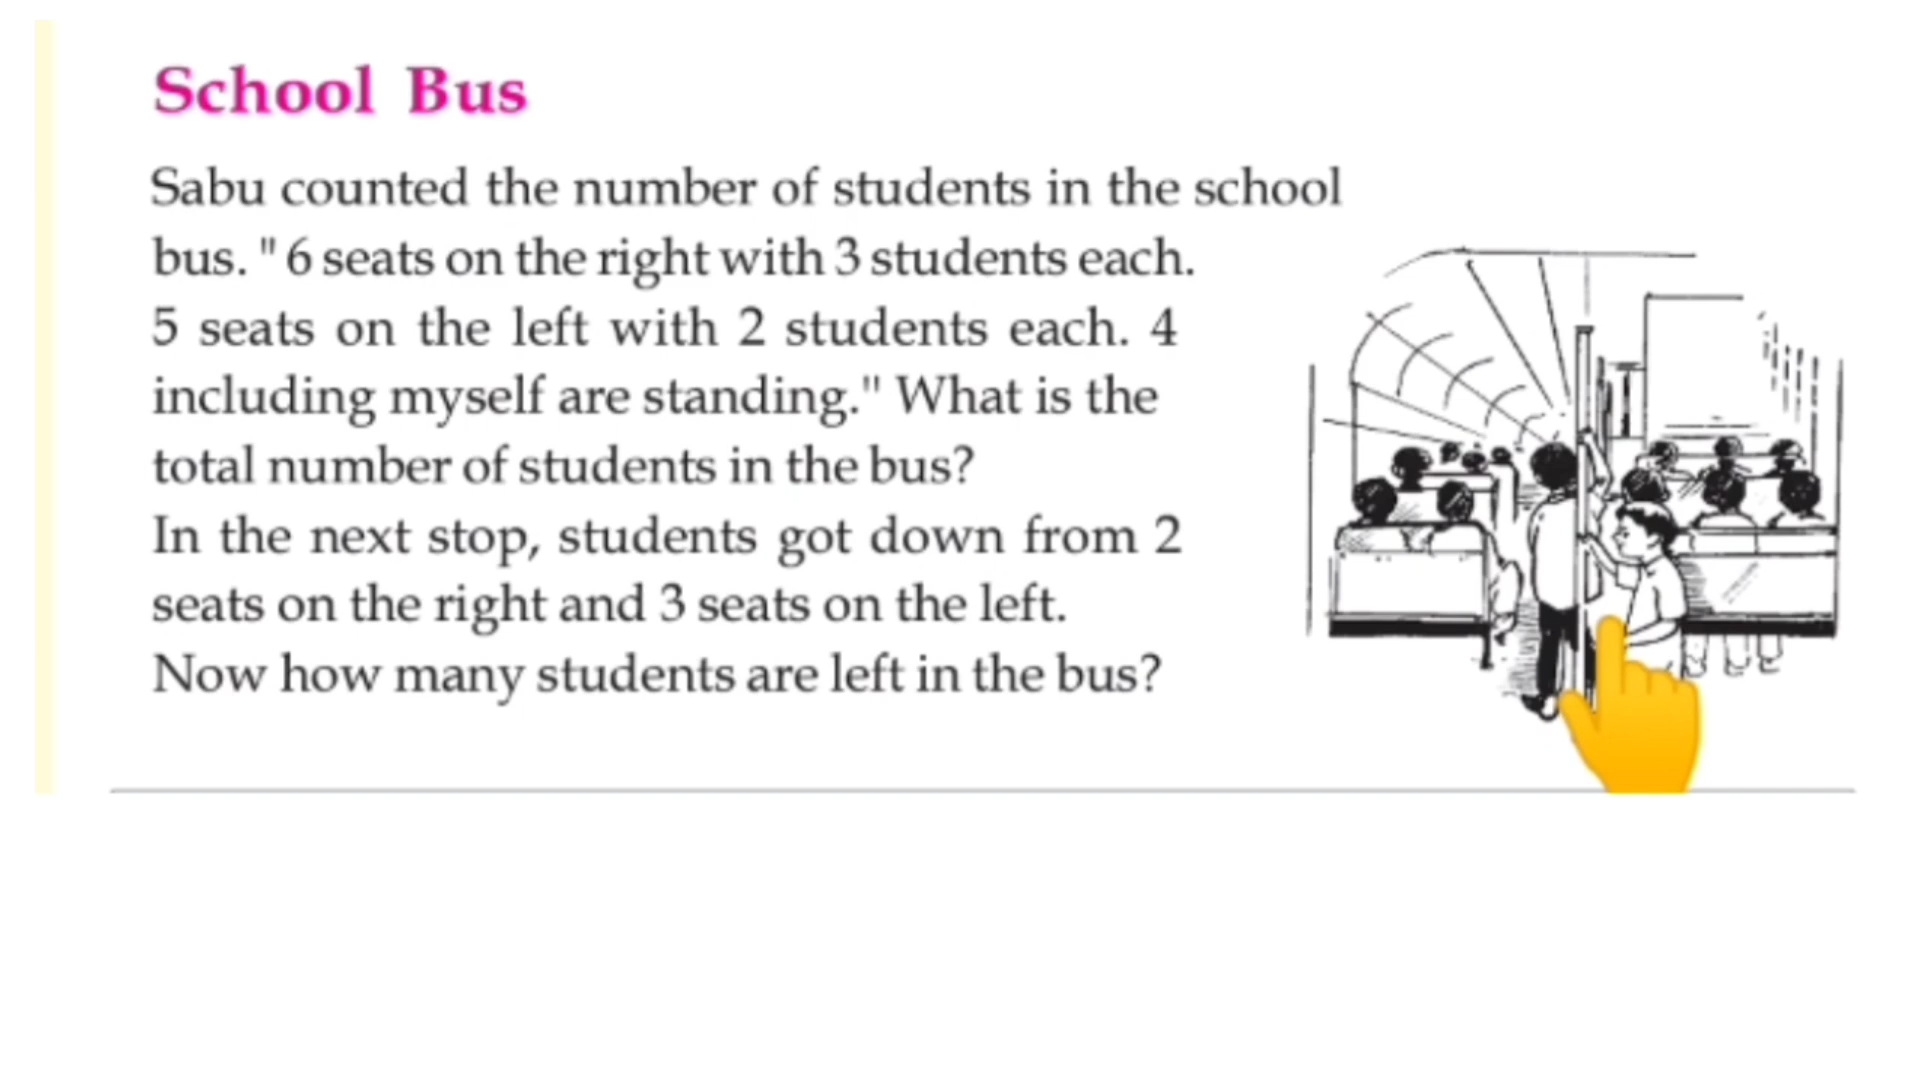 School Bus
Sabu counted the number of students in the school
bus. " 6 seats on the right with 3 students each.
5 seats on the left with 2 students each. 4
including myself are standing." What is the
total number of students in the bus?
In the next stop, students got down from 2
seats on the right and 3 seats on the left.
Now how many students are left in the bus?